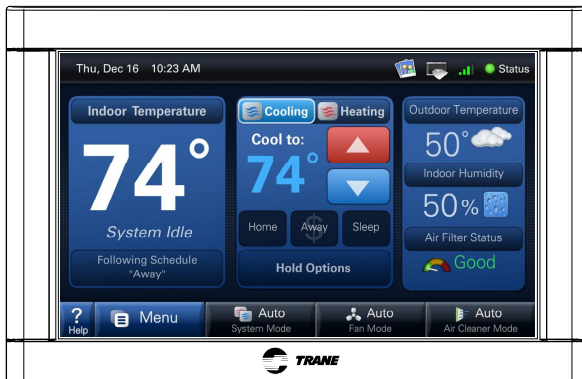 Thu, Dec 16 10:23 AM
Status
Indoor Temperature
74°
System Idle
Following Schedule
"Away"
Cooling
Heating
Cool to:
74°
Home
Away
Sleep
Hold Options
Outdoor Temperature
50°
Indoor Humidity
50%
Air Filter Status
Good
?
Help
Menu
Auto
System Mode
Auto
Fan Mode
Auto
Air Cleaner Mode
TRANE